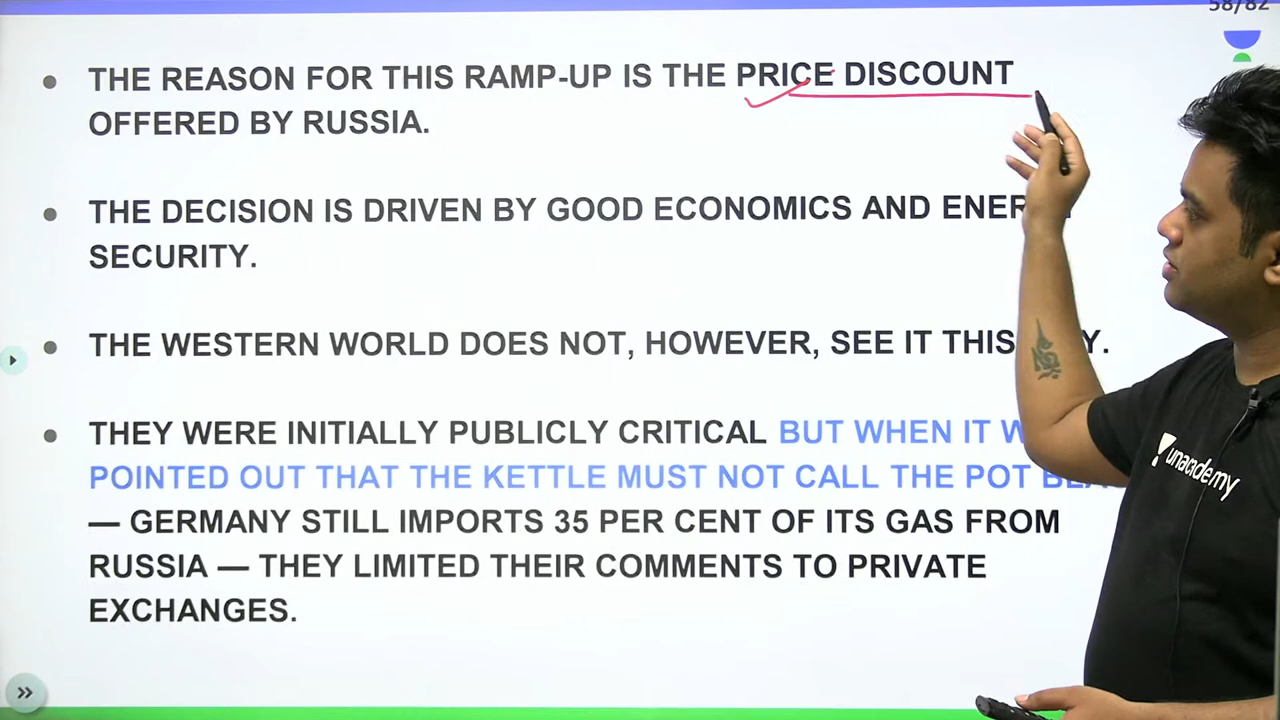 58/82
THE REASON FOR THIS RAMP-UP IS THE PRICE DISCOUNT
OFFERED BY RUSSIA.
THE DECISION IS DRIVEN BY GOOD ECONOMICS AND
SECURITY.
THE WESTERN WORLD DOES NOT, HOWEVER, SEE IT THIS
THEY WERE INITIALLY PUBLICLY CRITICAL BUT WHEN IT
POINTED OUT THAT THE KETTLE MUST NOT CALL THE POT
— GERMANY STILL IMPORTS 35 PER CENT OF ITS GAS FROM
RUSSIA — THEY LIMITED THEIR COMMENTS TO PRIVATE
EXCHANGES.
unacademy